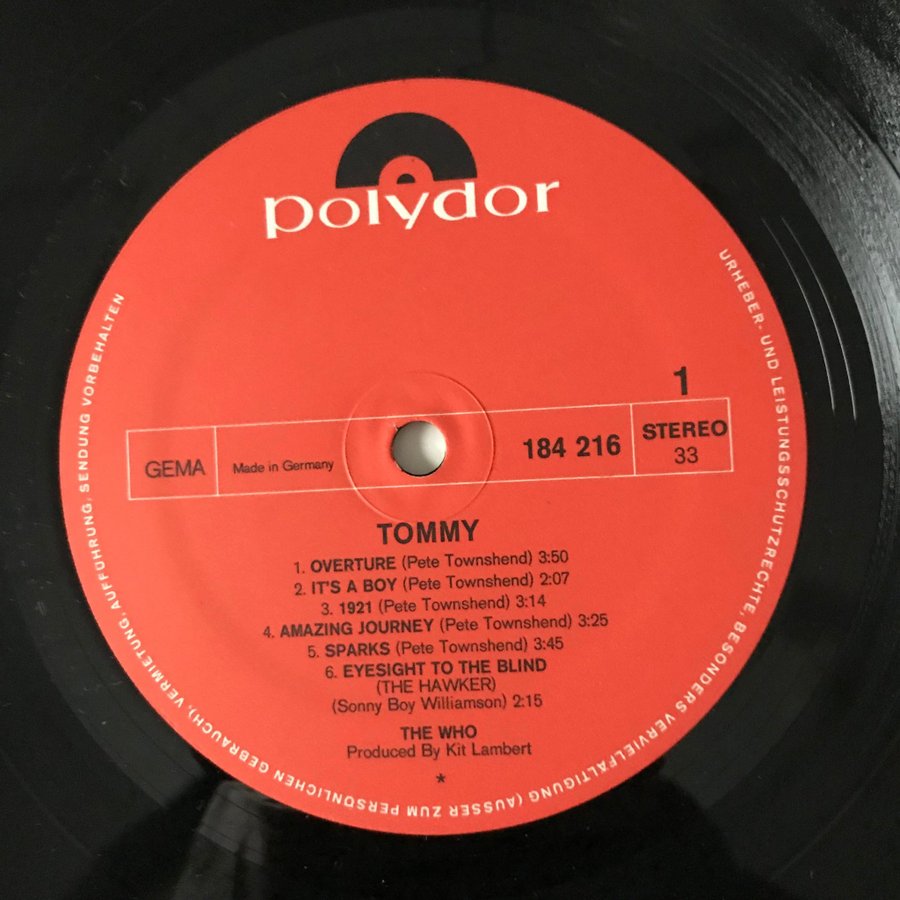 polydor
1
GEMA
Made in Germany
184 216
STEREO
33
TOMMY
1. OVERTURE (Pete Townshend) 3:50
2. IT'S A BOY (Pete Townshend) 2:07
3. 1921 (Pete Townshend) 3:14
4. AMAZING JOURNEY (Pete Townshend) 3:25
5. SPARKS (Pete Townshend) 3:45
6. EYESIGHT TO THE BLIND
(THE HAWKER)
(Sonny Boy Williamson) 2:15
THE WHO
Produced By Kit Lambert
*
URHEBER- UND LEISTUNGSSCHUTZRECHTE, BESONDERS VERVIELFÄLTIGUNG (AUSSER ZUM PERSÖNLICHEN GEBRAUCH), VERMIETUNG, AUFFÜHRUNG, SENDUNG VORBEHALTEN